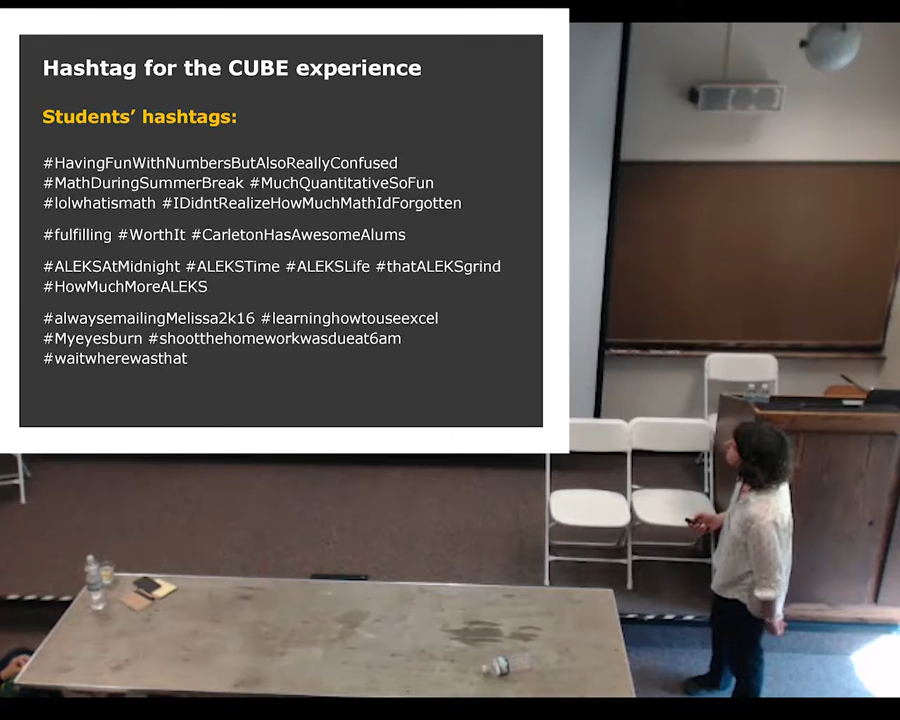 Hashtag for the CUBE experience
Students’ hashtags:
#HavingFunWithNumbersButAlsoReallyConfused
#MathDuringSummerBreak #MuchQuantitativeSoFun
#lolwhatismath #IDidntRealizeHowMuchMathIdForgotten
#fulfilling #WorthIt #CarletonHasAwesomeAlums
#ALEKSAtMidnight #ALEKSTime #ALEKSLife #thatALEKSgrind
#HowMuchMoreALEKS
#alwaysemailingMelissa2k16 #learninghowtouseexcel
#Myeyesburn #shootthehomeworkwasdueat6am
#waitwherewasthat